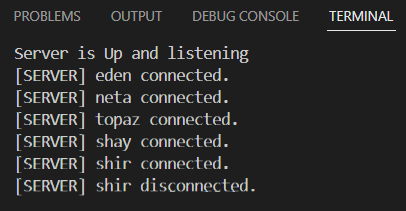 PROBLEMS OUTPUT DEBUG CONSOLE TERMINAL
Server is Up and listening
[SERVER] eden connected.
[SERVER] neta connected.
[SERVER] topaz connected.
[SERVER] shay connected.
[SERVER] shir connected.
[SERVER] shir disconnected.